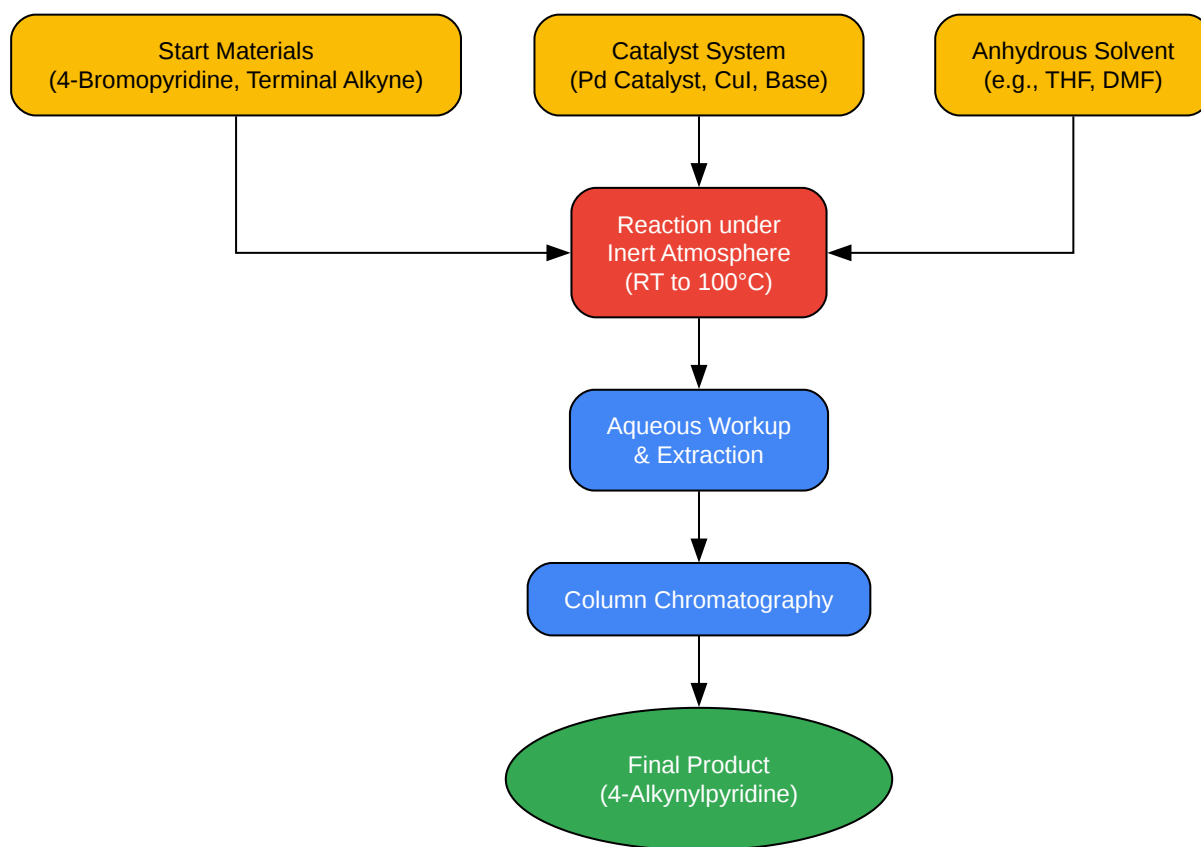 Start Materials
(4-Bromopyridine, Terminal Alkyne)
Catalyst System
(Pd Catalyst, CuI, Base)
Anhydrous Solvent
(e.g., THF, DMF)
Reaction under
Inert Atmosphere
(RT to 100°C)
Aqueous Workup
& Extraction
Column Chromatography
Final Product
(4-Alkynylpyridine)